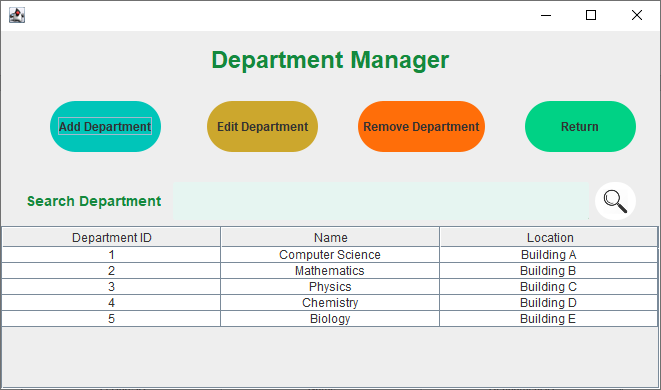 Department Manager
Add Department Edit Department Remove Department Return
Search Department
Department ID Name Location
1 Computer Science Building A
2 Mathematics Building B
3 Physics Building C
4 Chemistry Building D
5 Biology Building E